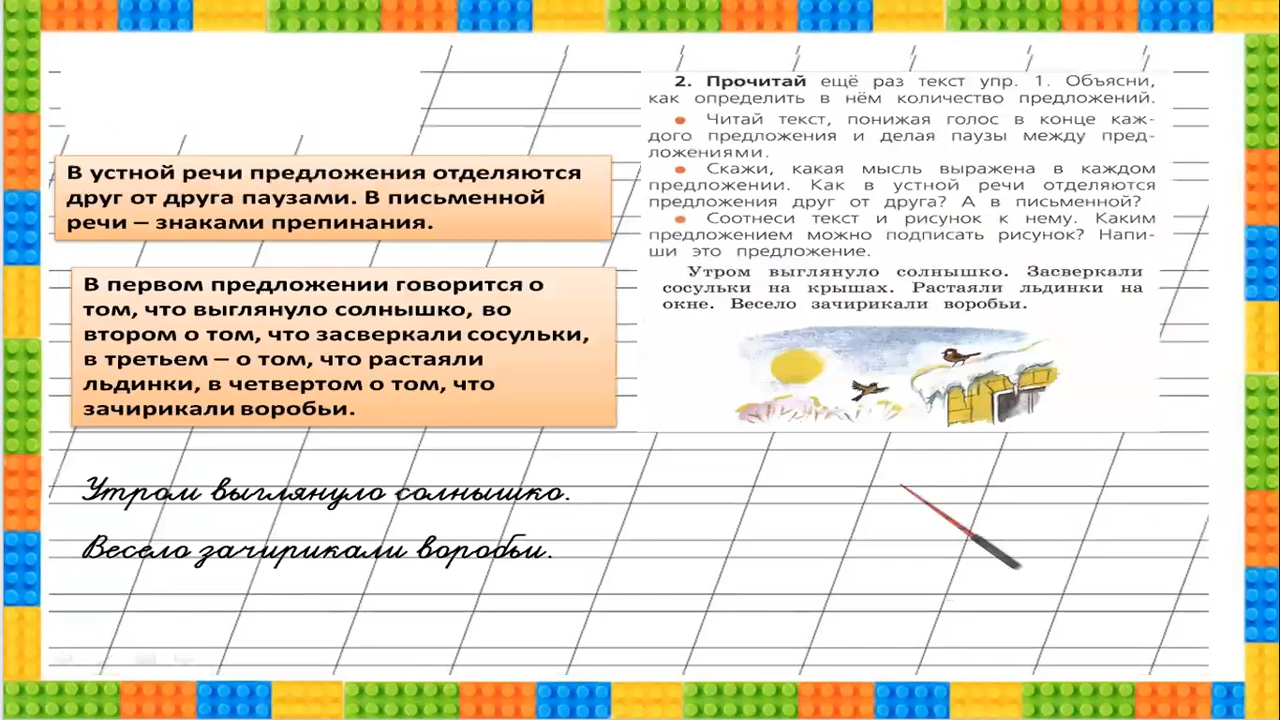 В устной речи предложения отделяются
друг от друга паузами. В письменной
речи – знаками препинания.
В первом предложении говорится о
том, что выглянуло солнышко, во
втором о том, что засверкали сосульки,
в третьем – о том, что растаяли
льдинки, в четвертом о том, что
зачирикали воробьи.
Утром выглянуло солнышко.
Весело зачирикали воробьи.
2. Прочитай ещё раз текст упр. 1. Объясни,
как определить в нём количество предложений.
● Читай текст, понижая голос в конце каж-
дого предложения и делая паузы между пред-
ложениями.
● Скажи, какая мысль выражена в каждом
предложении. Как в устной речи отделяются
предложения друг от друга? А в письменной?
● Соотнеси текст и рисунок к нему. Каким
предложением можно подписать рисунок? Напи-
ши это предложение.
Утром выглянуло солнышко. Засверкали
сосульки на крышах. Растаяли льдинки на
окне. Весело зачирикали воробьи.